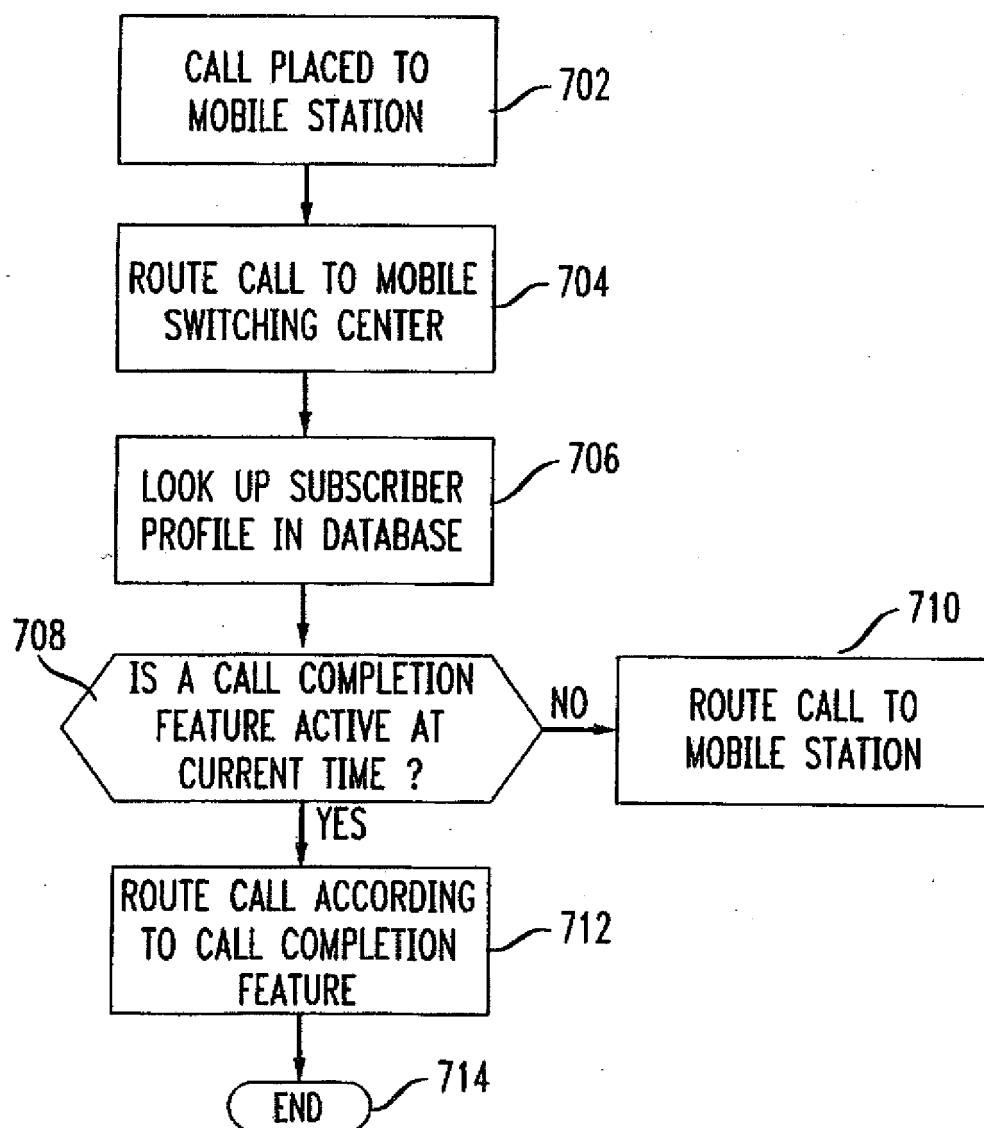 CALL PLACED TO
MOBILE STATION
702
ROUTE CALL TO MOBILE
SWITCHING CENTER
704
LOOK UP SUBSCRIBER
PROFILE IN DATABASE
706
708
IS A CALL COMPLETION
FEATURE ACTIVE AT
CURRENT TIME ?
NO
710
ROUTE CALL TO
MOBILE STATION
YES
ROUTE CALL ACCORDING
TO CALL COMPLETION
FEATURE
712
END
714